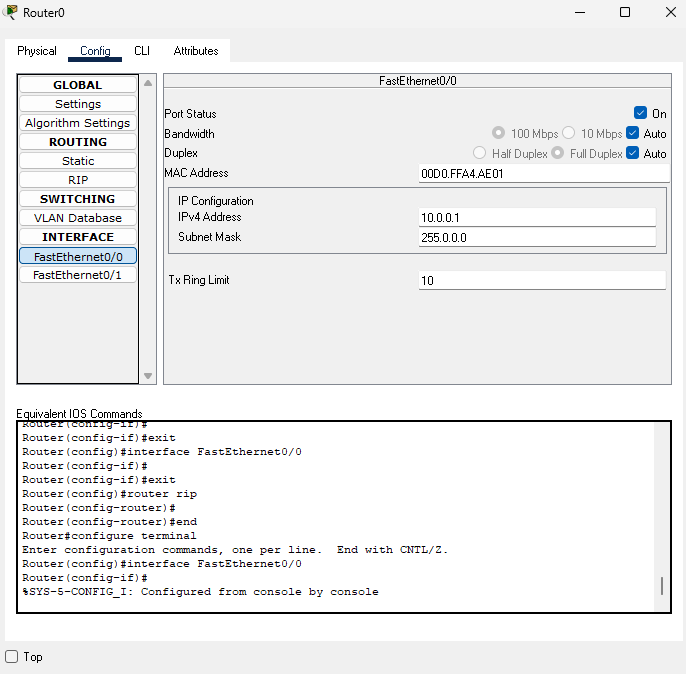 Router0
Physical Config CLI Attributes
GLOBAL
Settings
Algorithm Settings
ROUTING
Static
RIP
SWITCHING
VLAN Database
INTERFACE
FastEthernet0/0
FastEthernet0/1
FastEthernet0/0
Port Status On
Bandwidth 100 Mbps 10 Mbps Auto
Duplex Half Duplex Full Duplex Auto
MAC Address 00D0.FFA4.AE01
IP Configuration
IPv4 Address 10.0.0.1
Subnet Mask 255.0.0.0
Tx Ring Limit 10
Equivalent IOS Commands
Router(config-if)#
Router(config-if)#exit
Router(config)#interface FastEthernet0/0
Router(config-if)#
Router(config-if)#exit
Router(config)#router rip
Router(config-router)#
Router(config-router)#end
Router#configure terminal
Enter configuration commands, one per line.  End with CNTL/Z.
Router(config)#interface FastEthernet0/0
Router(config-if)#
%SYS-5-CONFIG_I: Configured from console by console
Top